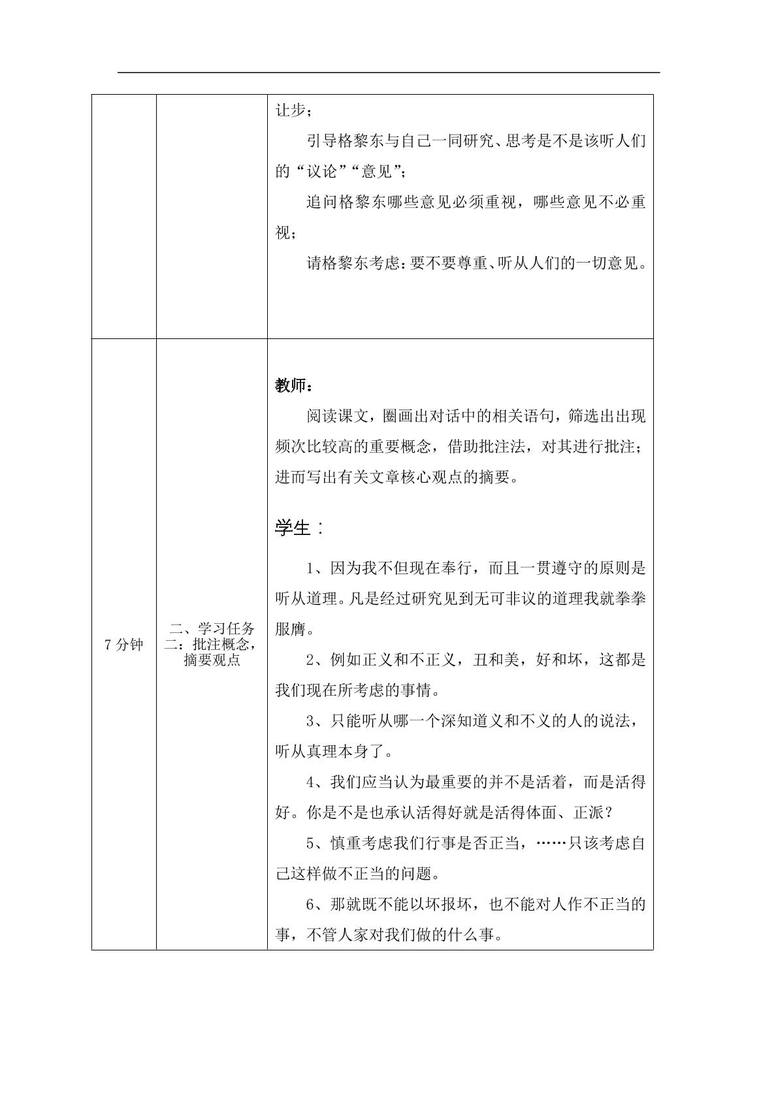 让步；
引导格黎东与自己一同研究、思考是不是该听人们
的“议论”“意见”；
追问格黎东哪些意见必须重视，哪些意见不必重
视；
请格黎东考虑：要不要尊重、听从人们的一切意见。
教师：
阅读课文，圈画出对话中的相关语句，筛选出出现
频次比较高的重要概念，借助批注法，对其进行批注；
进而写出有关文章核心观点的摘要。
学生：
1、因为我不但现在奉行，而且一贯遵守的原则是
听从道理。凡是经过研究见到无可非议的道理我就拳拳
服膺。
7 分钟
二、学习任务
二：批注概念，
摘要观点
2、例如正义和不正义，丑和美，好和坏，这都是
我们现在所考虑的事情。
3、只能听从哪一个深知道义和不义的人的说法，
听从真理本身了。
4、我们应当认为最重要的并不是活着，而是活得
好。你是不是也承认活得好就是活得体面、正派？
5、慎重考虑我们行事是否正当，……只该考虑自
己这样做不正当的问题。
6、那就既不能以坏报坏，也不能对人作不正当的
事，不管人家对我们做的什么事。